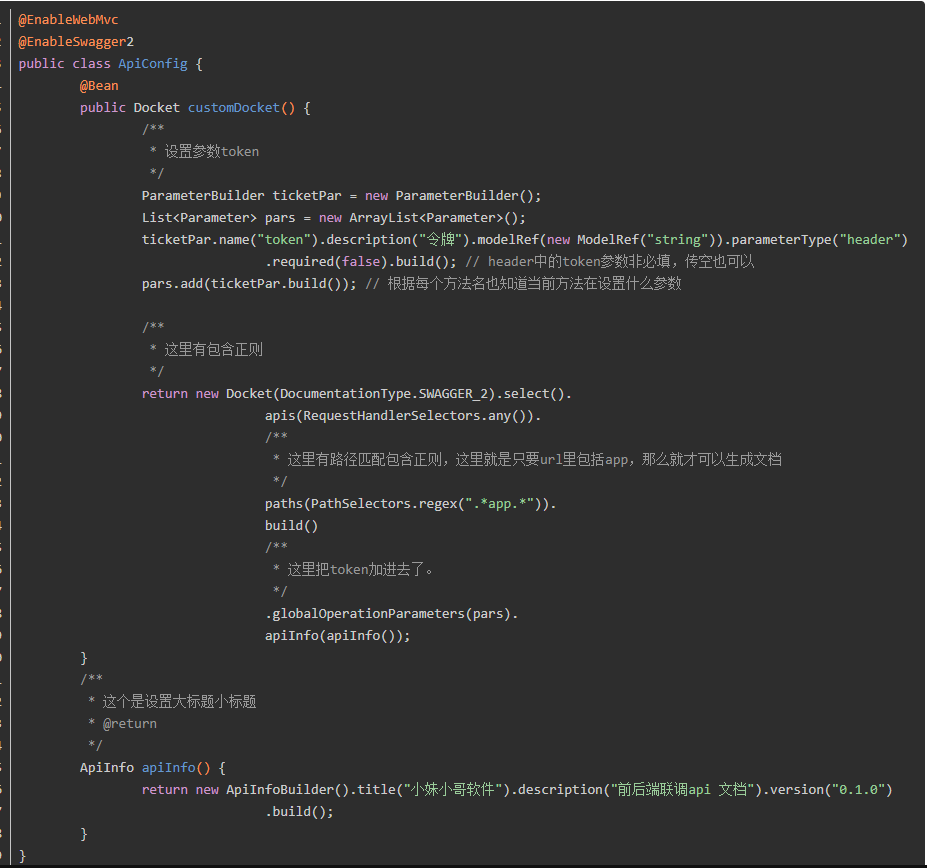 @EnableWebMvc
@EnableSwagger2
public class ApiConfig {
@Bean
public Docket customDocket() {
/**
* 设置参数token
*/
ParameterBuilder ticketPar = new ParameterBuilder();
List<Parameter> pars = new ArrayList<Parameter>();
ticketPar.name("token").description("令牌").modelRef(new ModelRef("string")).parameterType("header")
.required(false).build(); // header中的token参数非必填，传空也可以
pars.add(ticketPar.build()); // 根据每个方法名也知道当前方法在设置什么参数
/**
* 这里有包含正则
*/
return new Docket(DocumentationType.SWAGGER_2).select().
apis(RequestHandlerSelectors.any()).
/**
* 这里有路径匹配包含正则，这里就是只要url里包括app，那么就才可以生成文档
*/
paths(PathSelectors.regex(".*app.*")).
build()
/**
* 这里把token加进去了。
*/
.globalOperationParameters(pars).
apiInfo(apiInfo());
}
/**
* 这个是设置大标题小标题
* @return
*/
ApiInfo apiInfo() {
return new ApiInfoBuilder().title("小妹小哥软件").description("前后端联调api 文档").version("0.1.0")
.build();
}
}